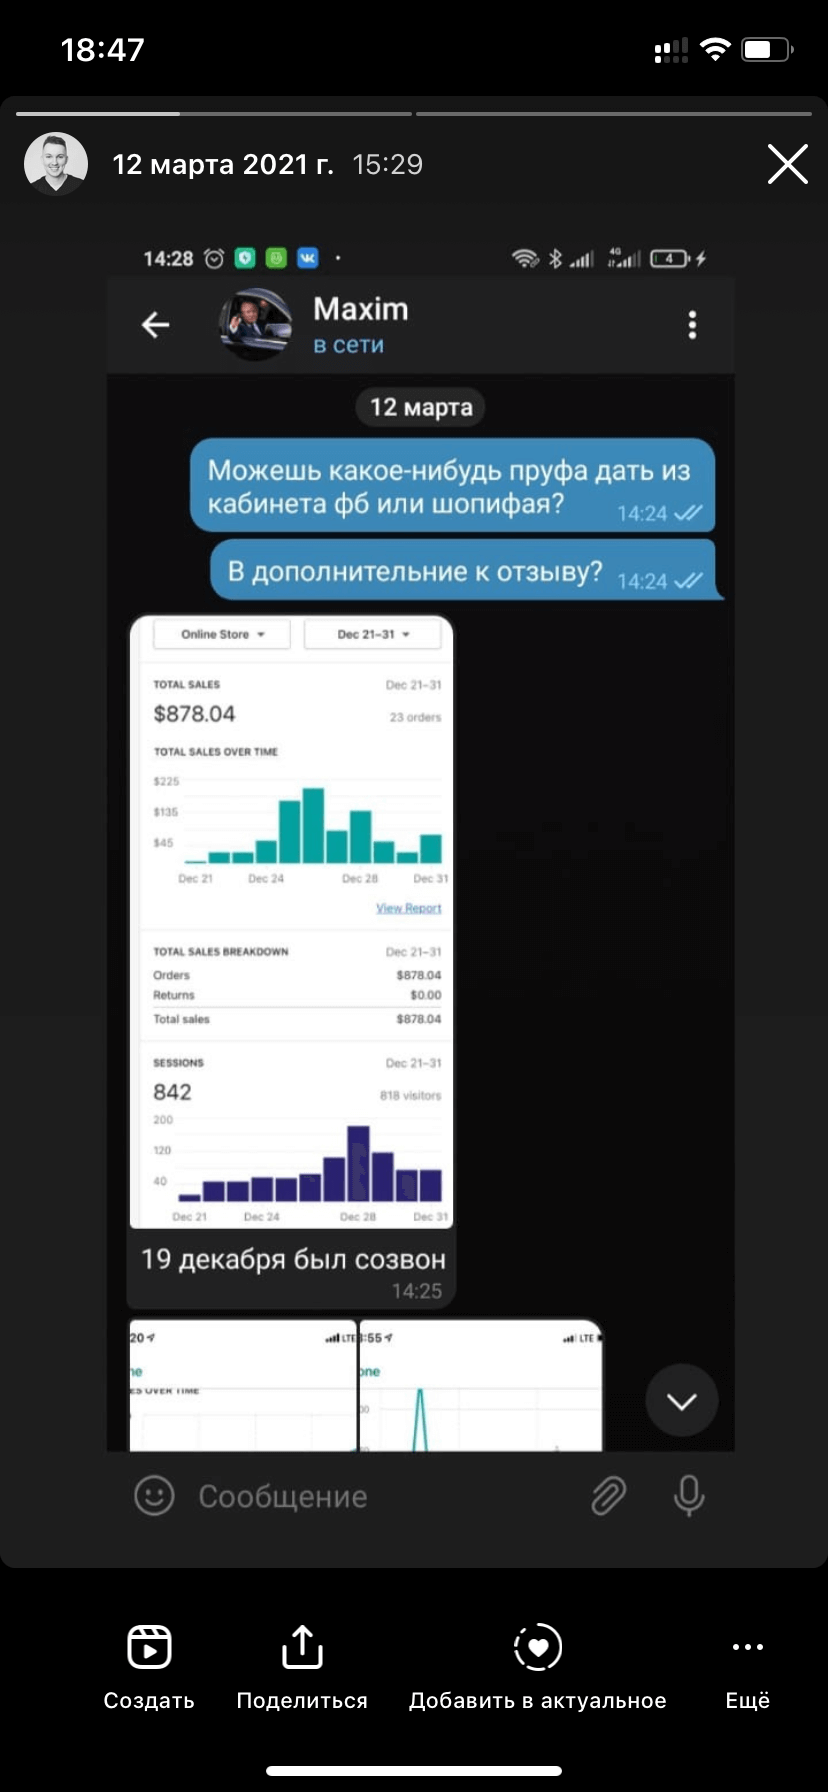 18:47
12 марта 2021 г. 15:29
14:28
4G
4
Maxim
в сети
12 марта
Можешь какое-нибудь пруфа дать из
кабинета фб или шопифая?
14:24
В дополнительние к отзыву?
14:24
Online Store
Dec 21–31
TOTAL SALES
Dec 21–31
$878.04
23 orders
TOTAL SALES OVER TIME
$225
$135
$45
Dec 21
Dec 24
Dec 28
Dec 31
View Report
TOTAL SALES BREAKDOWN
Dec 21–31
Orders
$878.04
Returns
$0.00
Total sales
$878.04
SESSIONS
Dec 21–31
842
818 visitors
200
120
40
Dec 21
Dec 24
Dec 28
Dec 31
19 декабря был созвон
14:25
20
LTE
:55
LTE
ne
one
ES OVER TIME
Сообщение
Создать
Поделиться
Добавить в актуальное
Ещё